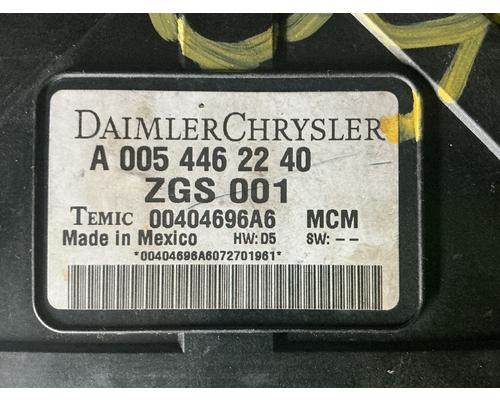 DAIMLERCHRYSLER
A 005 446 22 40
ZGS 001
TEMIC 00404696A6 MCM
Made in Mexico HW: D5 SW: - -
*00404696A6072701961*